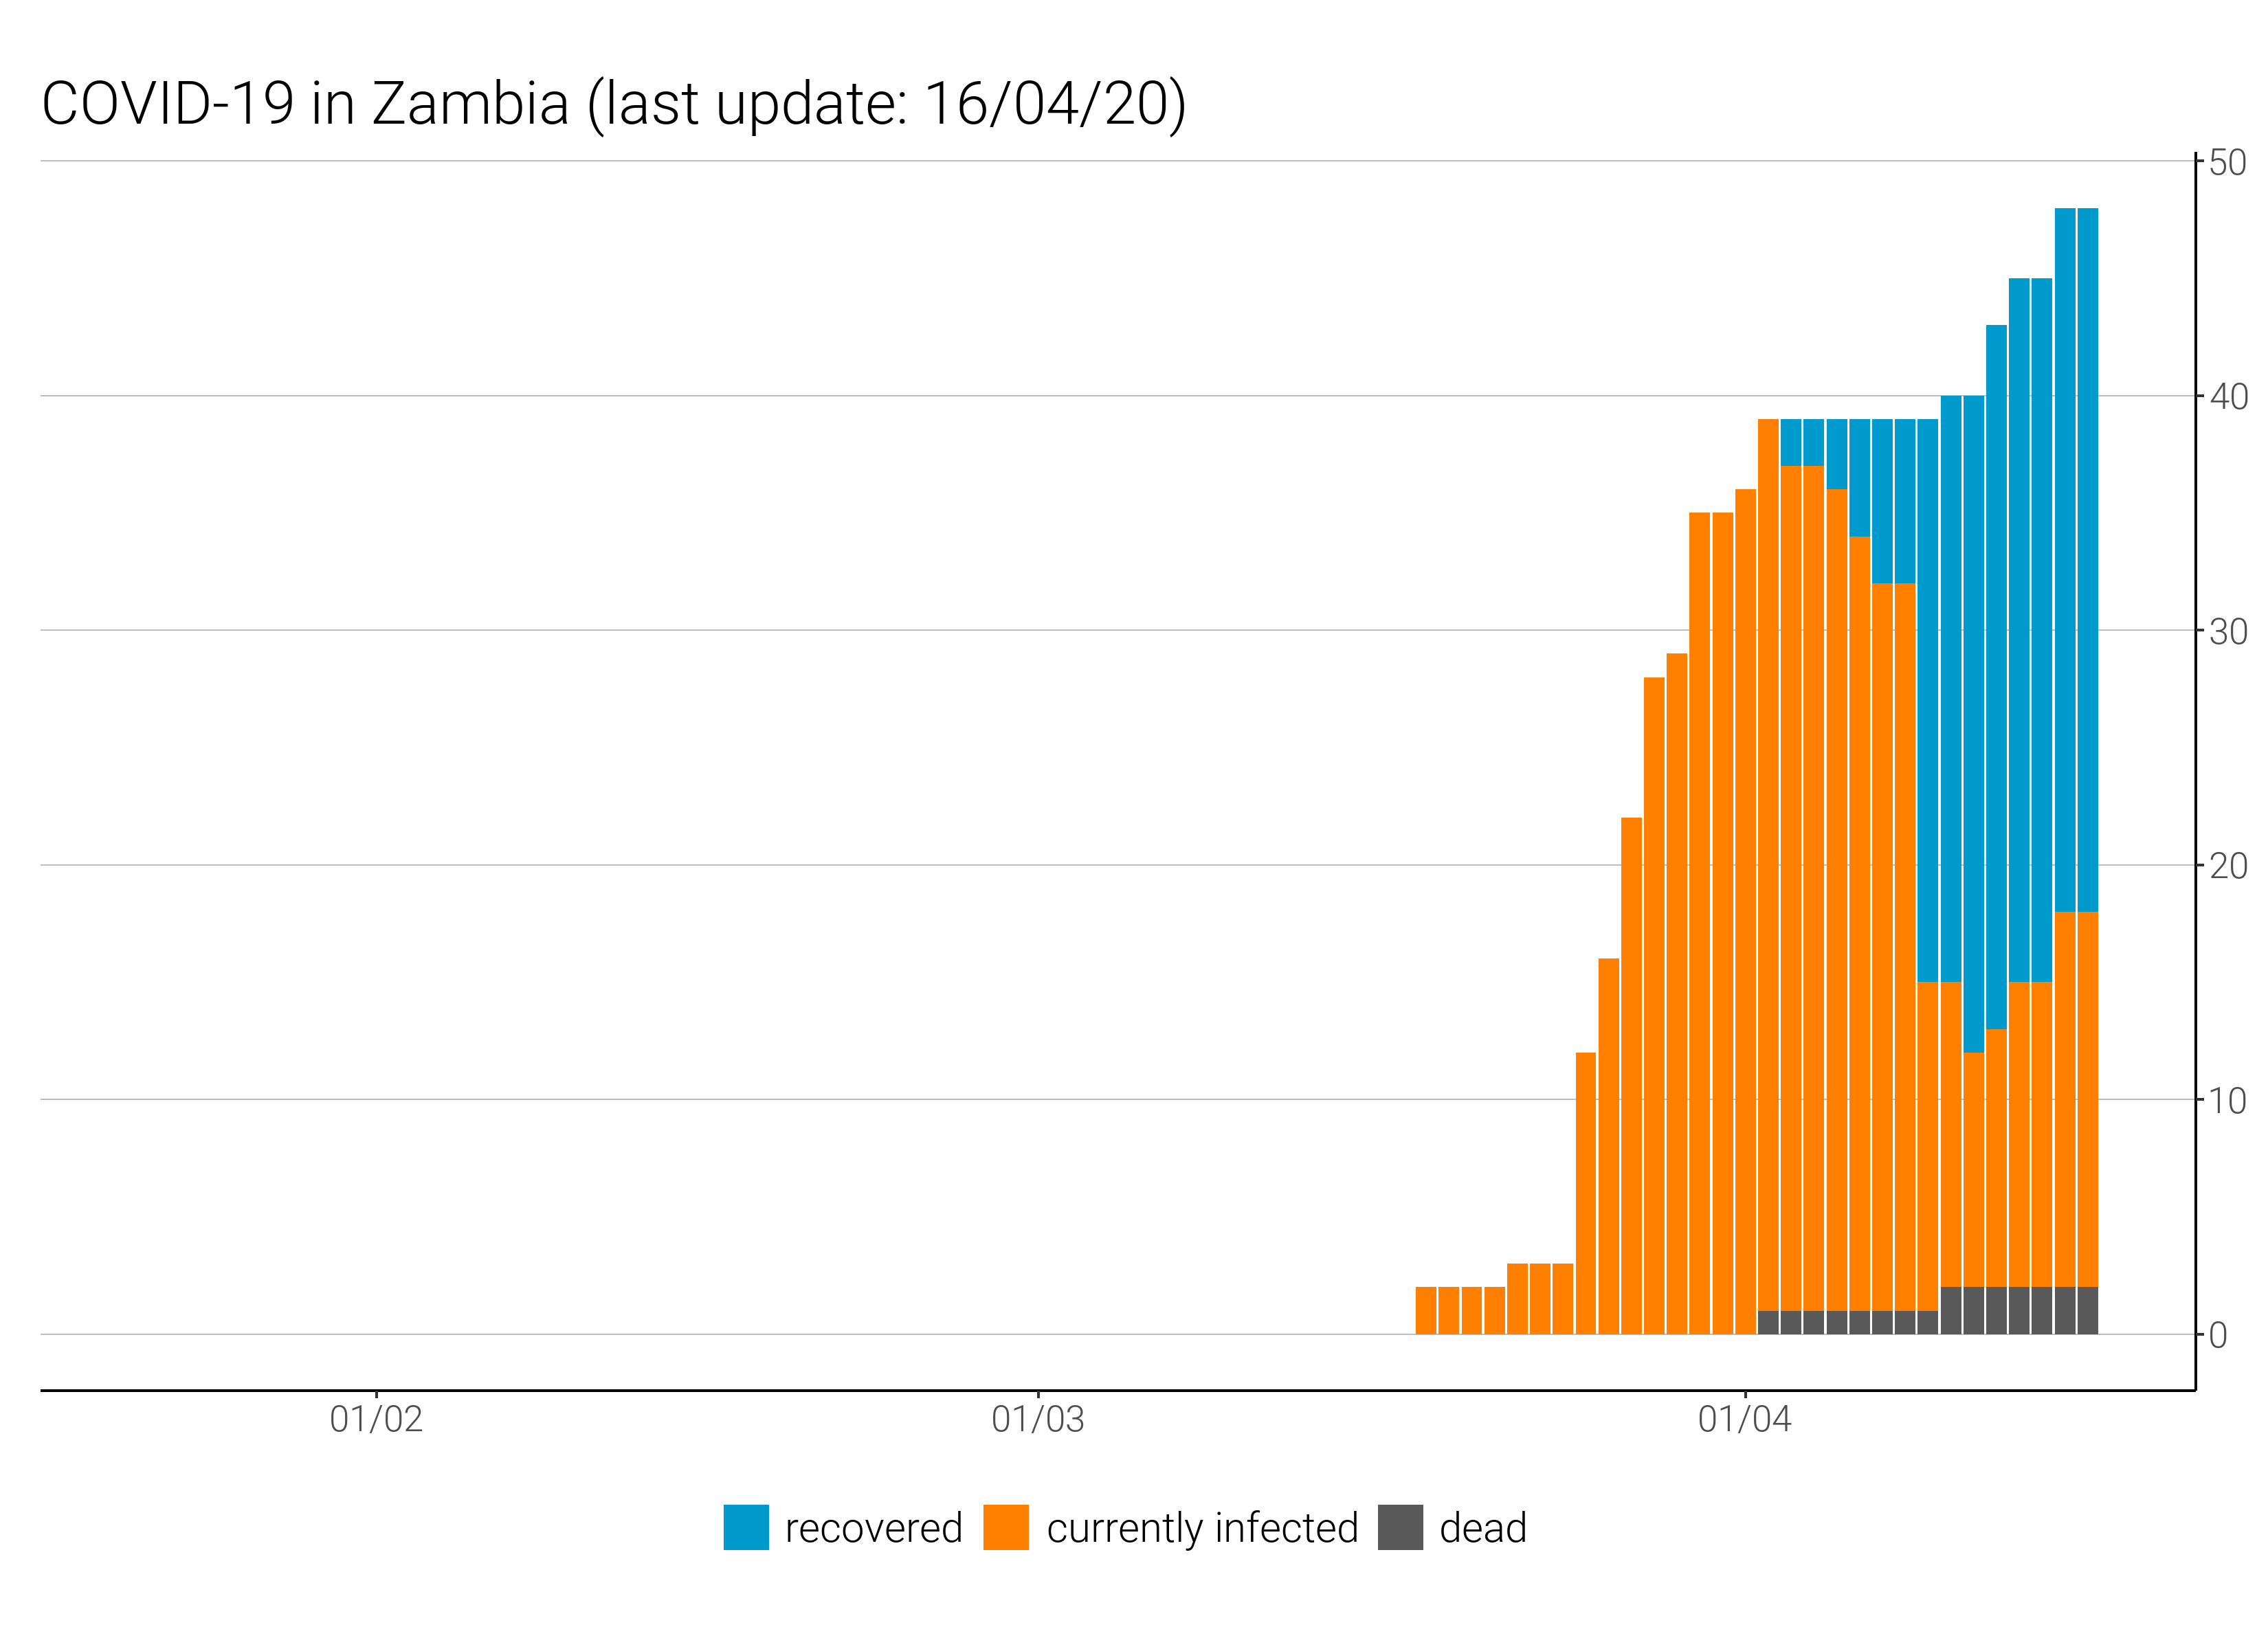 COVID-19 in Zambia (last update: 16/04/20)
50
40
30
20
10
0
01/02 01/03 01/04
recovered currently infected dead